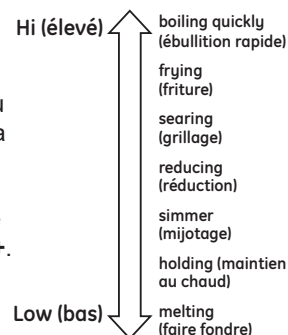 Hi (élevé)
boiling quickly
(ébullition rapide)
frying
(friture)
searing
(grillage)
reducing
(réduction)
simmer
(mijotage)
holding (maintien
au chaud)
Low (bas)
melting
(faire fondre)